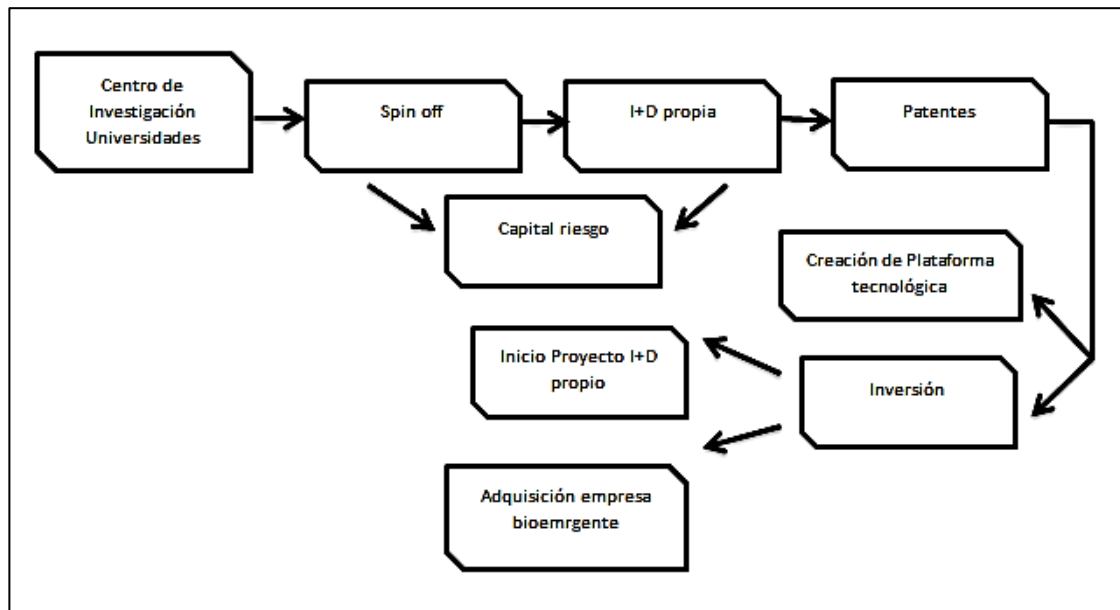 Centro de
Investigación
Universidades
Spin off
I+D propia
Patentes
Capital riesgo
Creación de Plataforma
tecnológica
Inicio Proyecto I+D
propio
Inversión
Adquisición empresa
bioemrgente